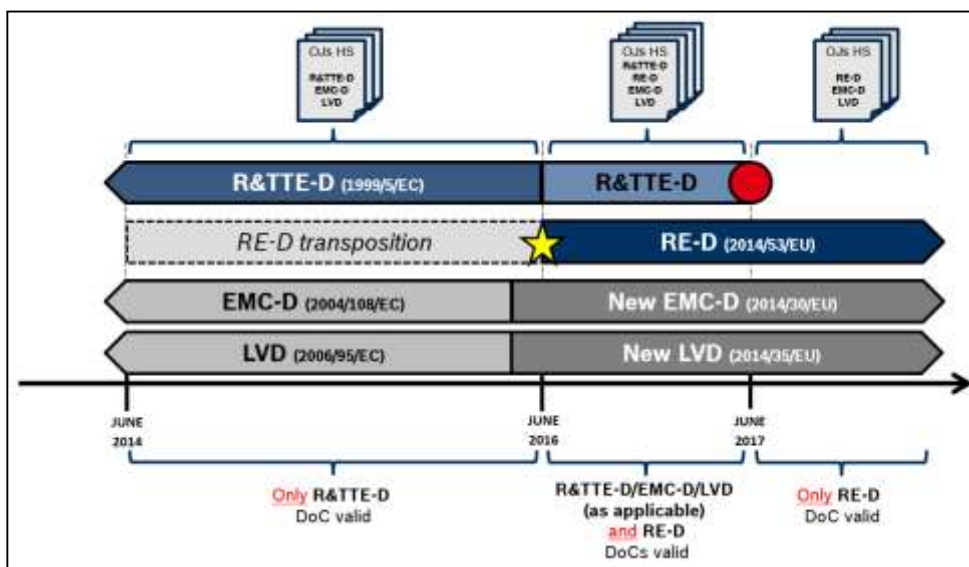 OJs HS
R&TTE-D
EMC-D
LVD
OJs HS
R&TTE-D
RE-D
EMC-D
LVD
OJs HS
RE-D
EMC-D
LVD
R&TTE-D (1999/5/EC)
R&TTE-D
RE-D transposition
RE-D (2014/53/EU)
EMC-D (2004/108/EC)
New EMC-D (2014/30/EU)
LVD (2006/95/EC)
New LVD (2014/35/EU)
JUNE
2014
JUNE
2016
JUNE
2017
Only R&TTE-D
DoC valid
R&TTE-D/EMC-D/LVD
(as applicable)
and RE-D
DoCs valid
Only RE-D
DoC valid